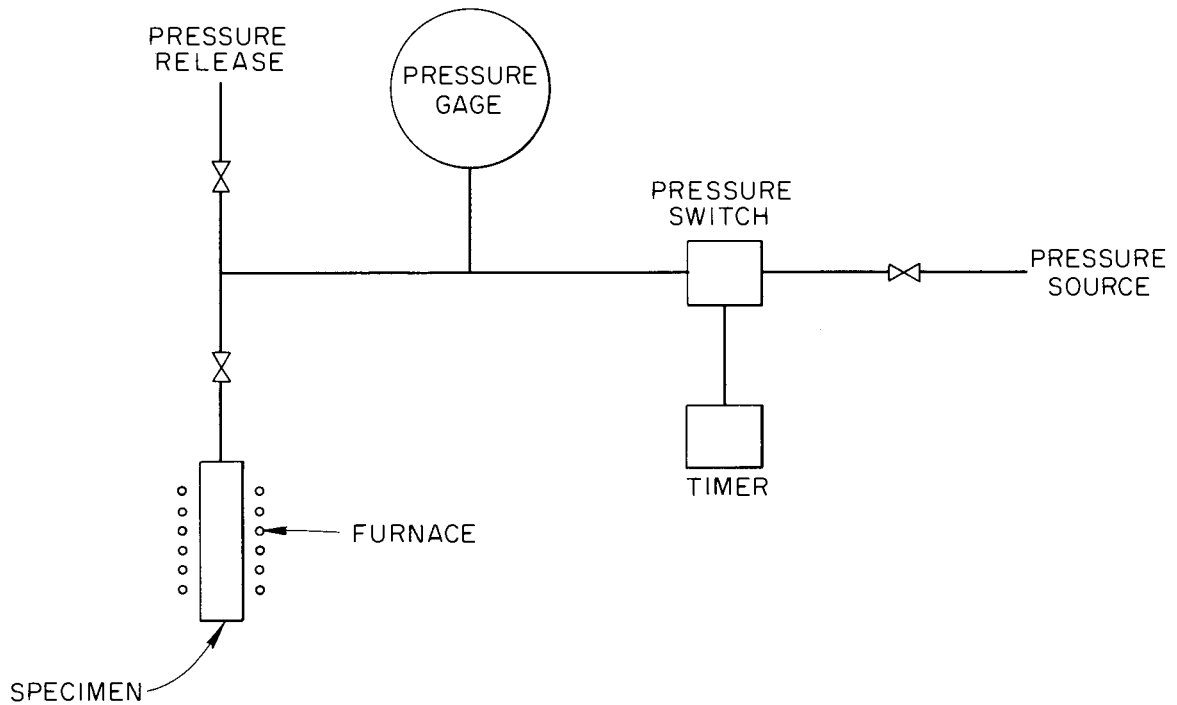 PRESSURE
RELEASE
PRESSURE
GAGE
PRESSURE
SWITCH
PRESSURE
SOURCE
TIMER
FURNACE
SPECIMEN